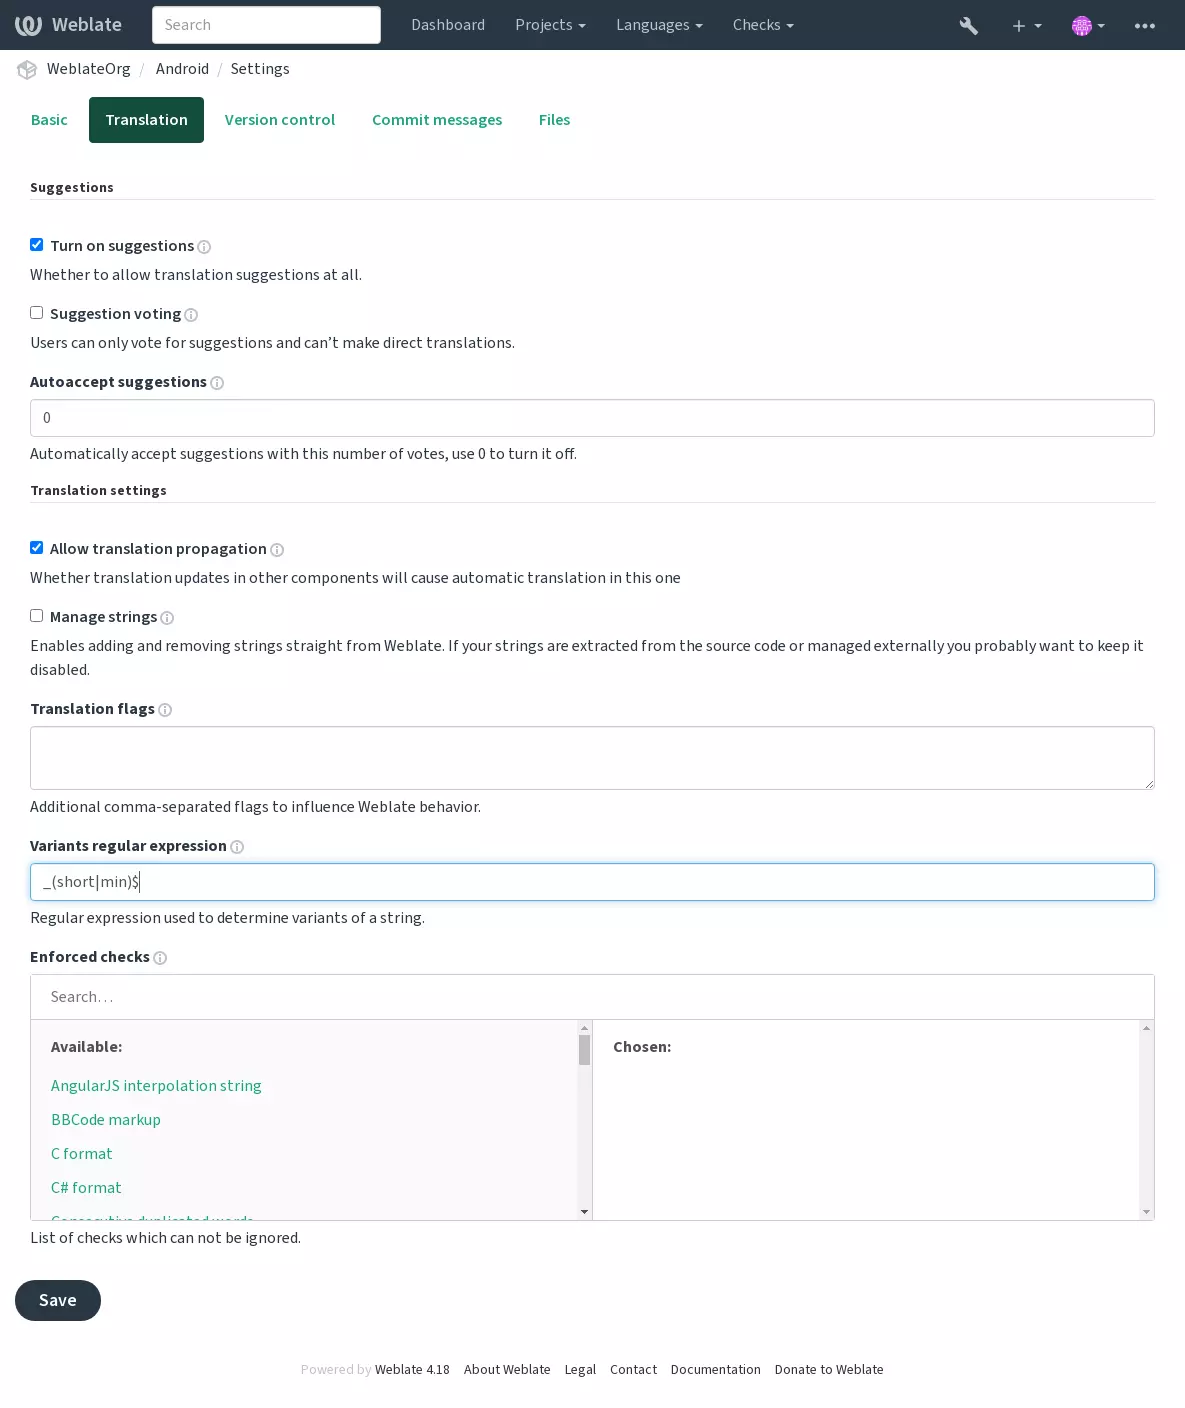 Weblate Search Dashboard Projects Languages Checks
WeblateOrg / Android / Settings
Basic Translation Version control Commit messages Files
Suggestions
Turn on suggestions
Whether to allow translation suggestions at all.
Suggestion voting
Users can only vote for suggestions and can’t make direct translations.
Autoaccept suggestions
0
Automatically accept suggestions with this number of votes, use 0 to turn it off.
Translation settings
Allow translation propagation
Whether translation updates in other components will cause automatic translation in this one
Manage strings
Enables adding and removing strings straight from Weblate. If your strings are extracted from the source code or managed externally you probably want to keep it
disabled.
Translation flags
Additional comma-separated flags to influence Weblate behavior.
Variants regular expression
_(short|min)$
Regular expression used to determine variants of a string.
Enforced checks
Search…
Available: Chosen:
AngularJS interpolation string
BBCode markup
C format
C# format
Consecutive duplicated words
List of checks which can not be ignored.
Save
Powered by Weblate 4.18 About Weblate Legal Contact Documentation Donate to Weblate